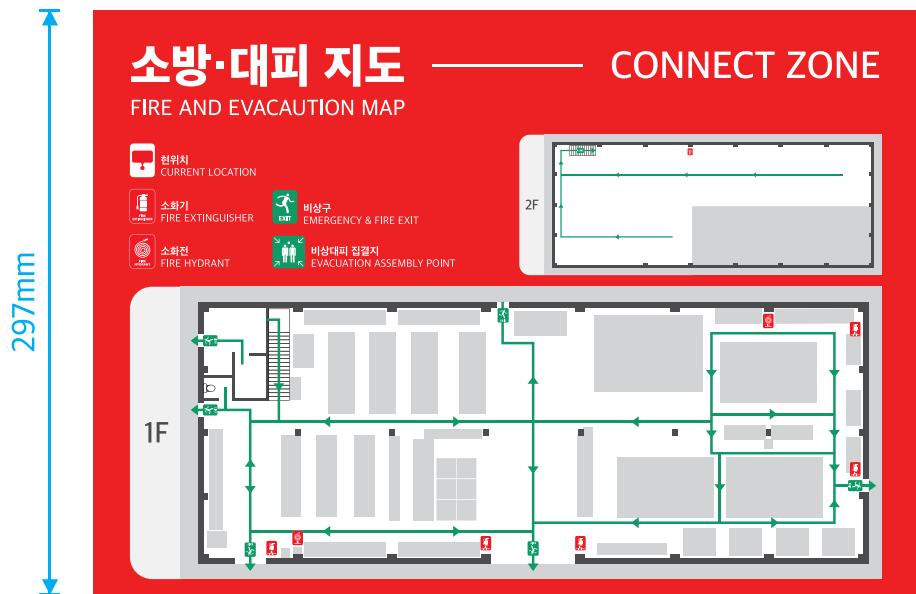 297mm
소방·대피 지도
CONNECT ZONE
FIRE AND EVACAUTION MAP
현위치
CURRENT LOCATION
소화기
FIRE EXTINGUISHER
비상구
EMERGENCY & FIRE EXIT
EXIT
소화전
FIRE HYDRANT
비상대피 집결지
EVACUATION ASSEMBLY POINT
2F
1F